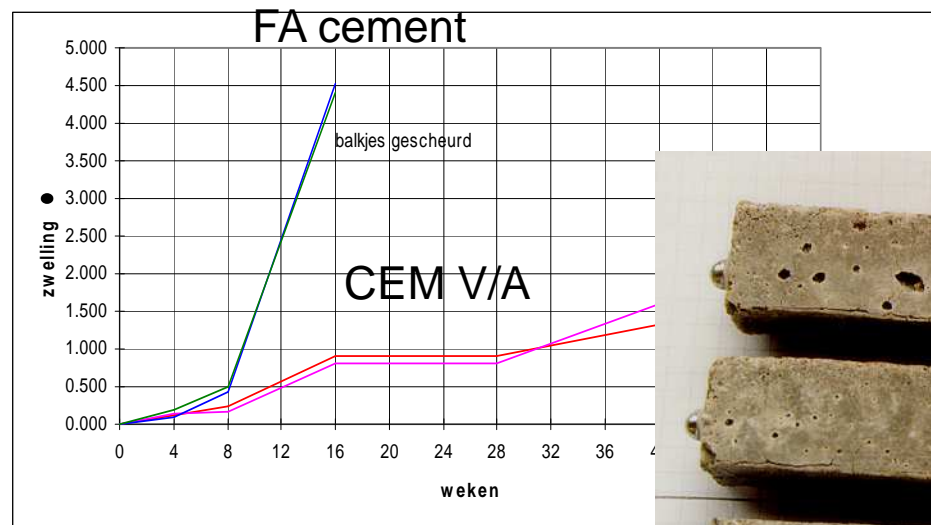 FA cement
5.000
4.500
4.000
balkjes gescheurd
3.500
3.000
zwelling ●
2.500
2.000
CEM V/A
1.500
1.000
0.500
0.000
0 4 8 12 16 20 24 28 32 36 4
weken